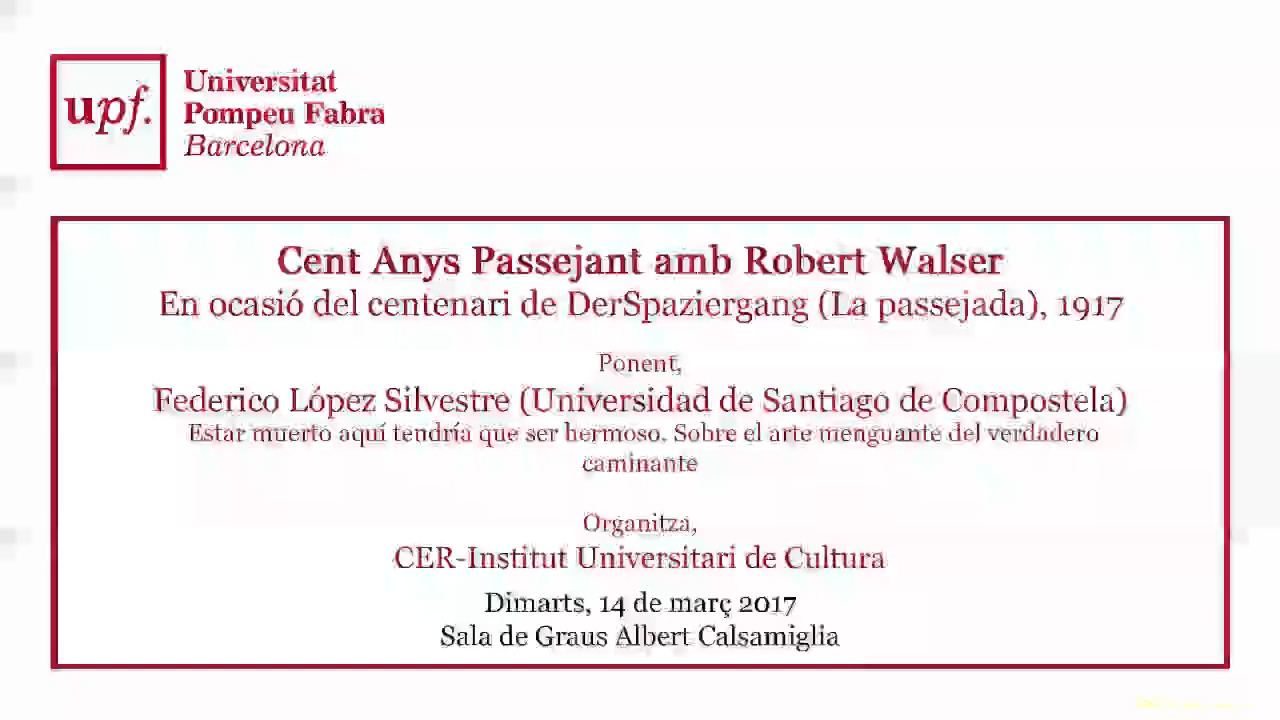 upf.
Universitat
Pompeu Fabra
Barcelona
Cent Anys Passejant amb Robert Walser
En ocasió del centenari de DerSpaziergang (La passejada), 1917
Ponent,
Federico López Silvestre (Universidad de Santiago de Compostela)
Estar muerto aquí tendría que ser hermoso. Sobre el arte menguante del verdadero
caminante
Organitza,
CER-Institut Universitari de Cultura
Dimarts, 14 de març 2017
Sala de Graus Albert Calsamiglia